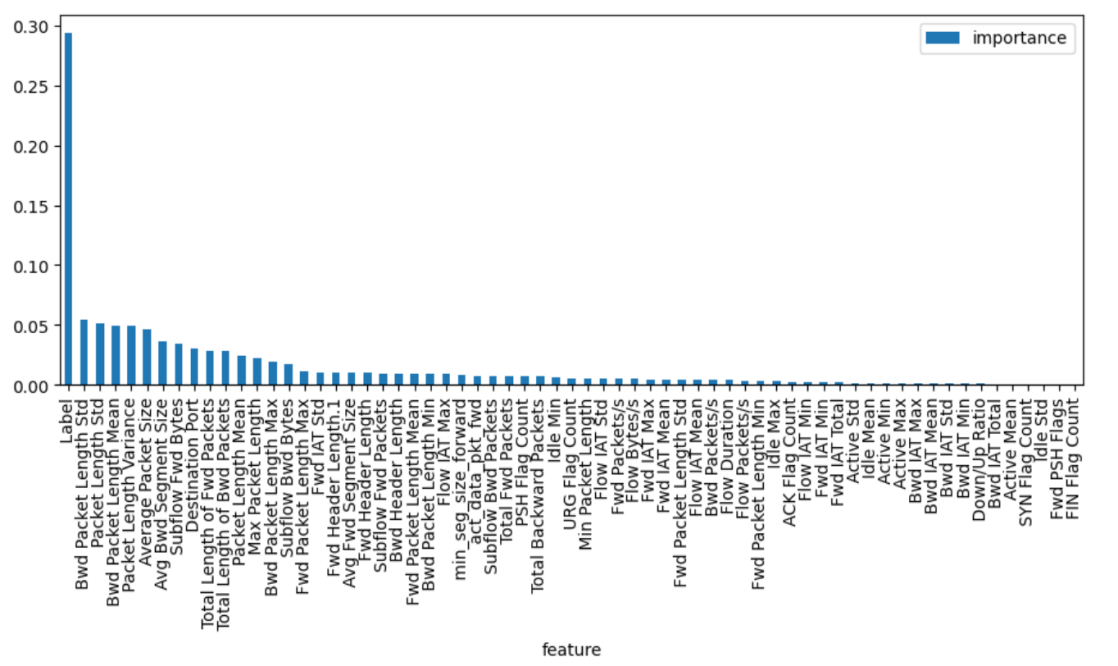 0.30
0.25
0.20
0.15
0.10
0.05
0.00
importance
Label
Bwd Packet Length Std
Packet Length Std
Bwd Packet Length Mean
Packet Length Variance
Average Packet Size
Avg Bwd Segment Size
Subflow Fwd Bytes
Destination Port
Total Length of Fwd Packets
Total Length of Bwd Packets
Packet Length Mean
Max Packet Length
Bwd Packet Length Max
Subflow Bwd Bytes
Fwd Packet Length Max
Fwd IAT Std
Fwd Header Length.1
Avg Fwd Segment Size
Fwd Header Length
Subflow Fwd Packets
Bwd Header Length
Fwd Packet Length Mean
Bwd Packet Length Min
Flow IAT Max
min_seg_size_forward
act_data_pkt_fwd
Subflow Bwd Packets
Total Fwd Packets
PSH Flag Count
Total Backward Packets
Idle Min
URG Flag Count
Min Packet Length
Flow IAT Std
Fwd Packets/s
Flow Bytes/s
Fwd IAT Max
Fwd IAT Mean
Fwd Packet Length Std
Flow IAT Mean
Bwd Packets/s
Flow Duration
Flow Packets/s
Fwd Packet Length Min
Idle Max
ACK Flag Count
Flow IAT Min
Fwd IAT Min
Fwd IAT Total
Active Std
Idle Mean
Active Min
Active Max
Bwd IAT Max
Bwd IAT Mean
Bwd IAT Std
Bwd IAT Min
Down/Up Ratio
Bwd IAT Total
Active Mean
SYN Flag Count
Idle Std
Fwd PSH Flags
FIN Flag Count
feature